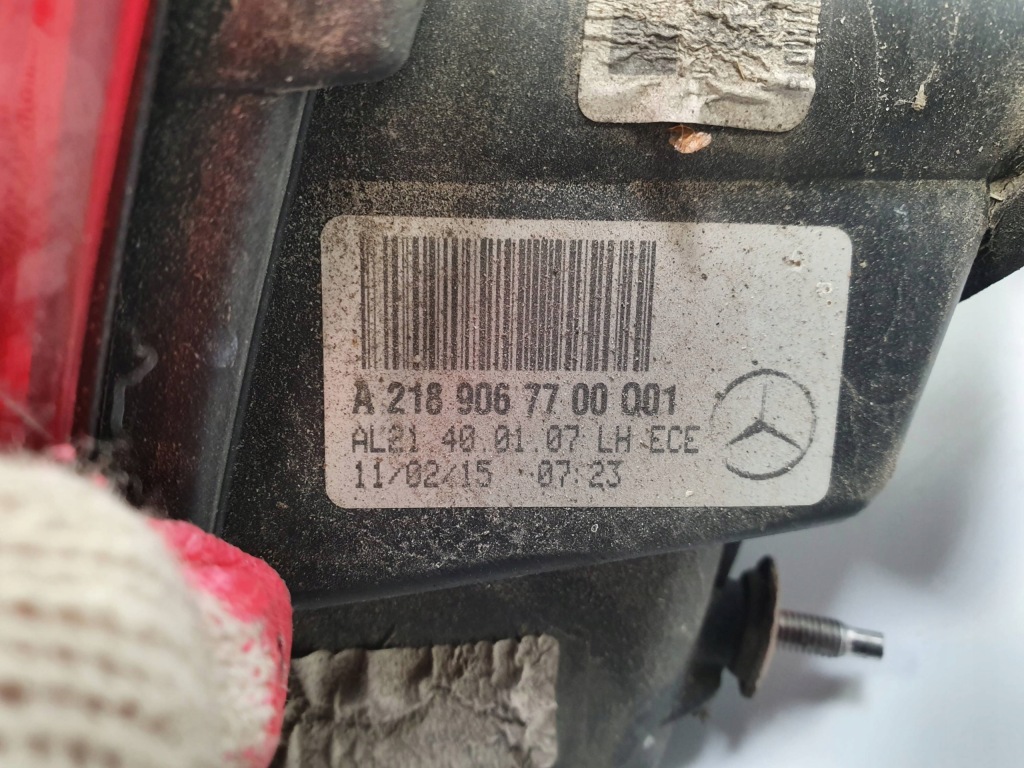 A 218 906 77 00 Q01
AL21 40.01.07 LH-ECE
11/02/15 07:23